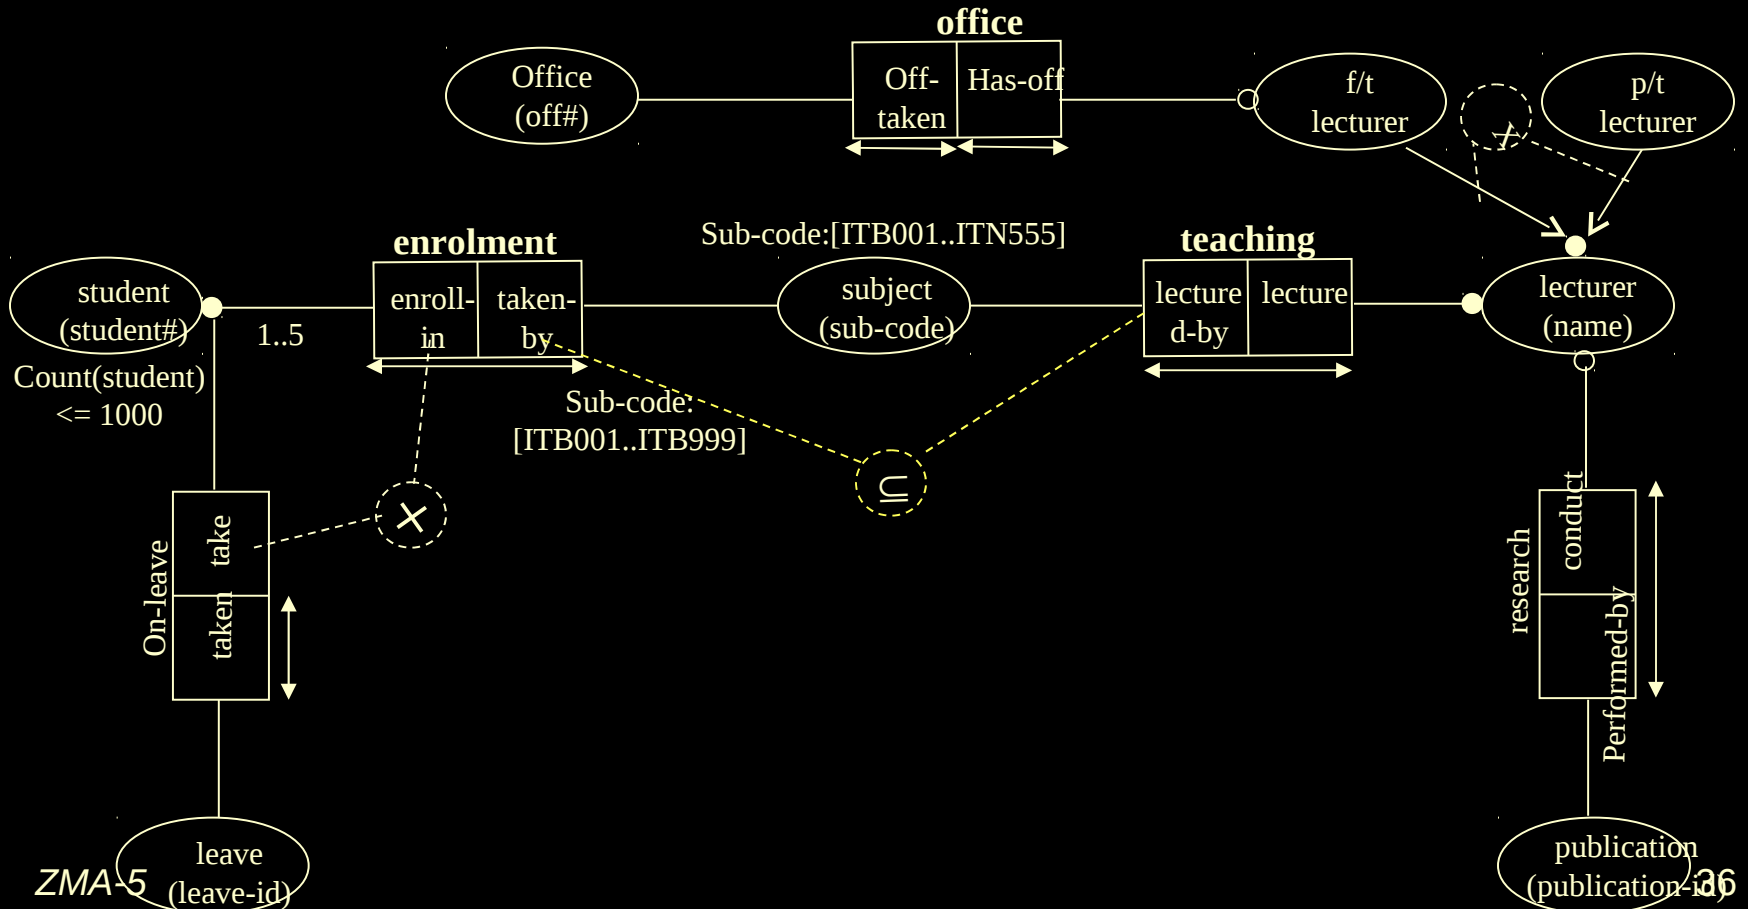 office
Office
(off#)
Off-
taken
Has-off
f/t
lecturer
x
p/t
lecturer
enrolment
Sub-code:[ITB001..ITN555]
teaching
student
(student#)
1..5
enroll-
in
taken-
by
subject
(sub-code)
lecture
d-by
lecture
lecturer
(name)
Count(student)
<= 1000
Sub-code:
[ITB001..ITB999]
⊆
×
On-leave
take
taken
research
conduct
Performed-by
leave
(leave-id)
publication
(publication-id)
ZMA-5
36